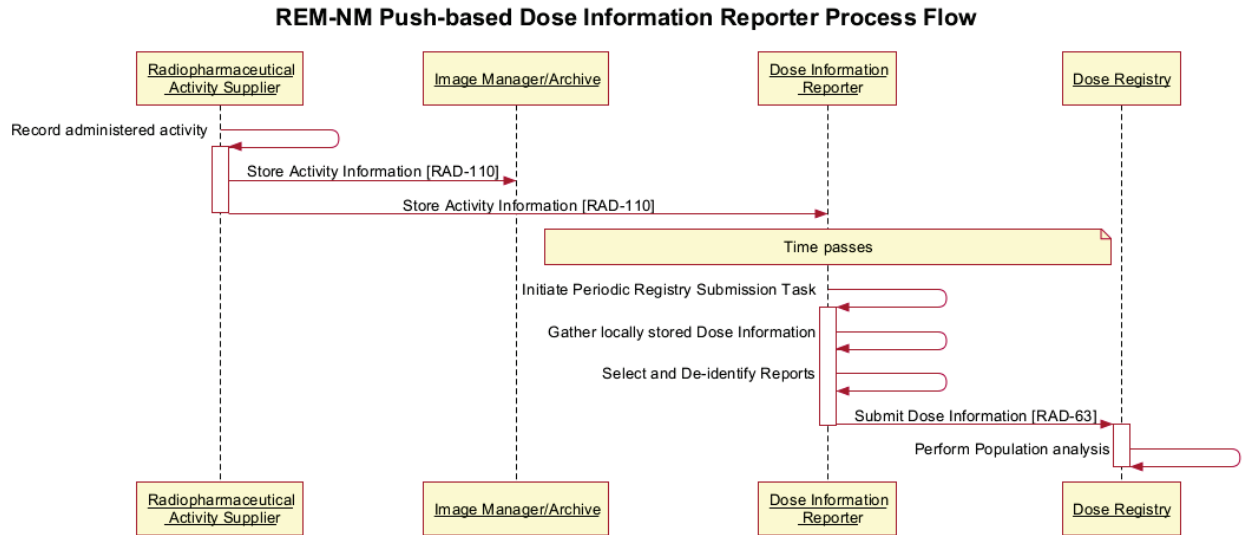 REM-NM Push-based Dose Information Reporter Process Flow
Radiopharmaceutical
Activity Supplier
Image Manager/Archive
Dose Information
Reporter
Dose Registry
Record administered activity
Store Activity Information [RAD-110]
Store Activity Information [RAD-110]
Time passes
Initiate Periodic Registry Submission Task
Gather locally stored Dose Information
Select and De-identify Reports
Submit Dose Information [RAD-63]
Perform Population analysis
Radiopharmaceutical
Activity Supplier
Image Manager/Archive
Dose Information
Reporter
Dose Registry